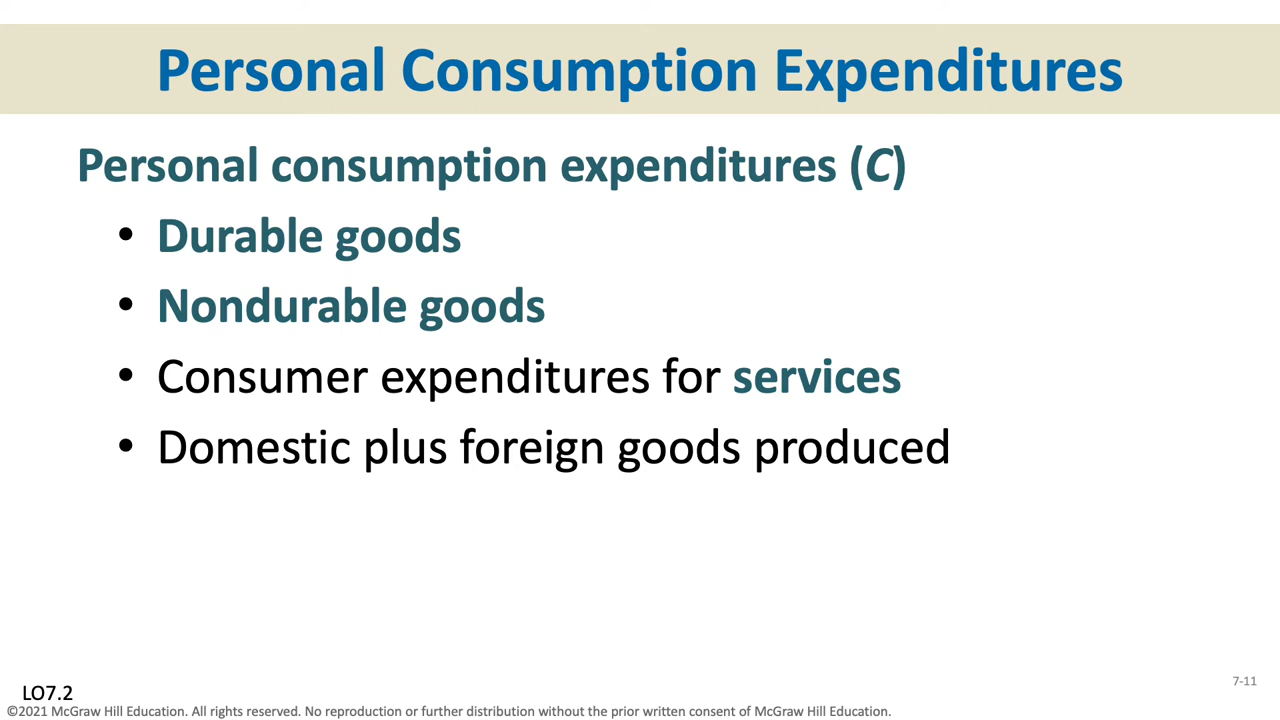 Personal Consumption Expenditures
Personal consumption expenditures (C)
• Durable goods
• Nondurable goods
• Consumer expenditures for services
• Domestic plus foreign goods produced
7-11
LO7.2
©2021 McGraw Hill Education. All rights reserved. No reproduction or further distribution without the prior written consent of McGraw Hill Education.